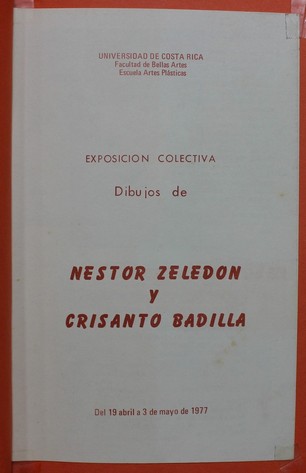 UNIVERSIDAD DE COSTA RICA
Facultad de Bellas Artes
Escuela Artes Plásticas
EXPOSICION COLECTIVA
Dibujos de
NESTOR ZELEDON
y
CRISANTO BADILLA
Del 19 abril a 3 de mayo de 1977